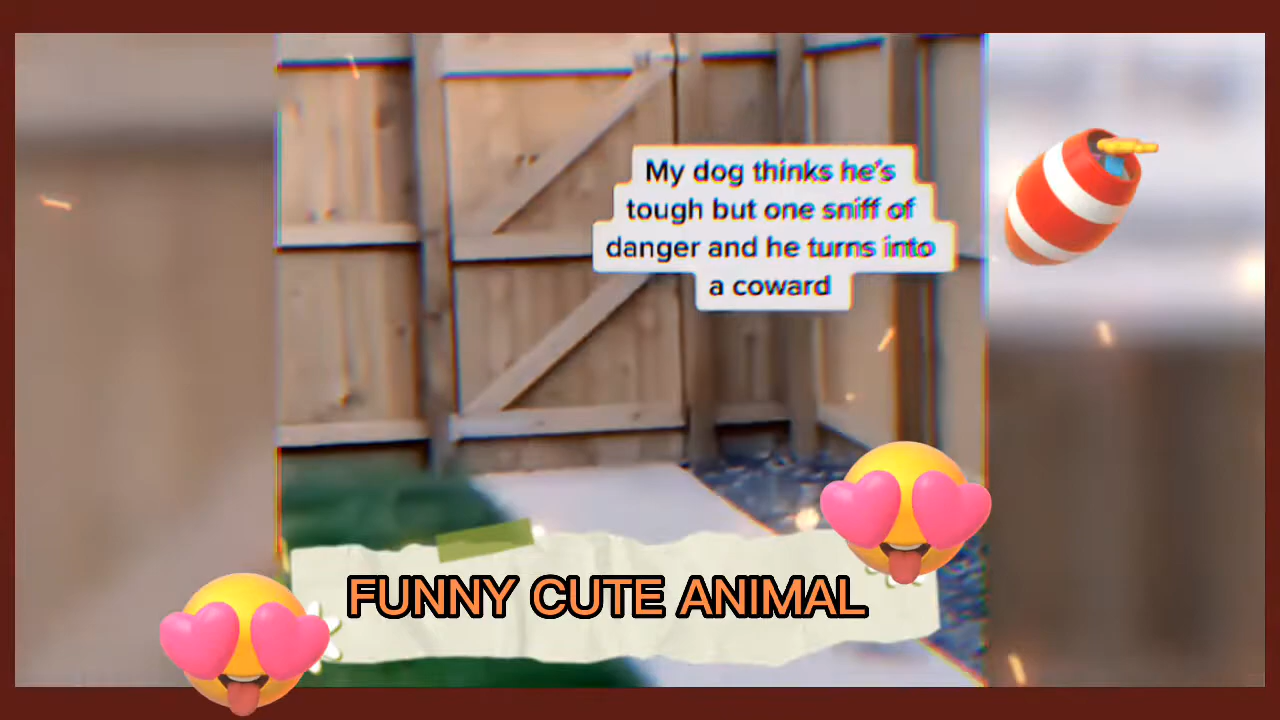 My dog thinks he's
tough but one sniff of
danger and he turns into
a coward
FUNNY CUTE ANIMAL